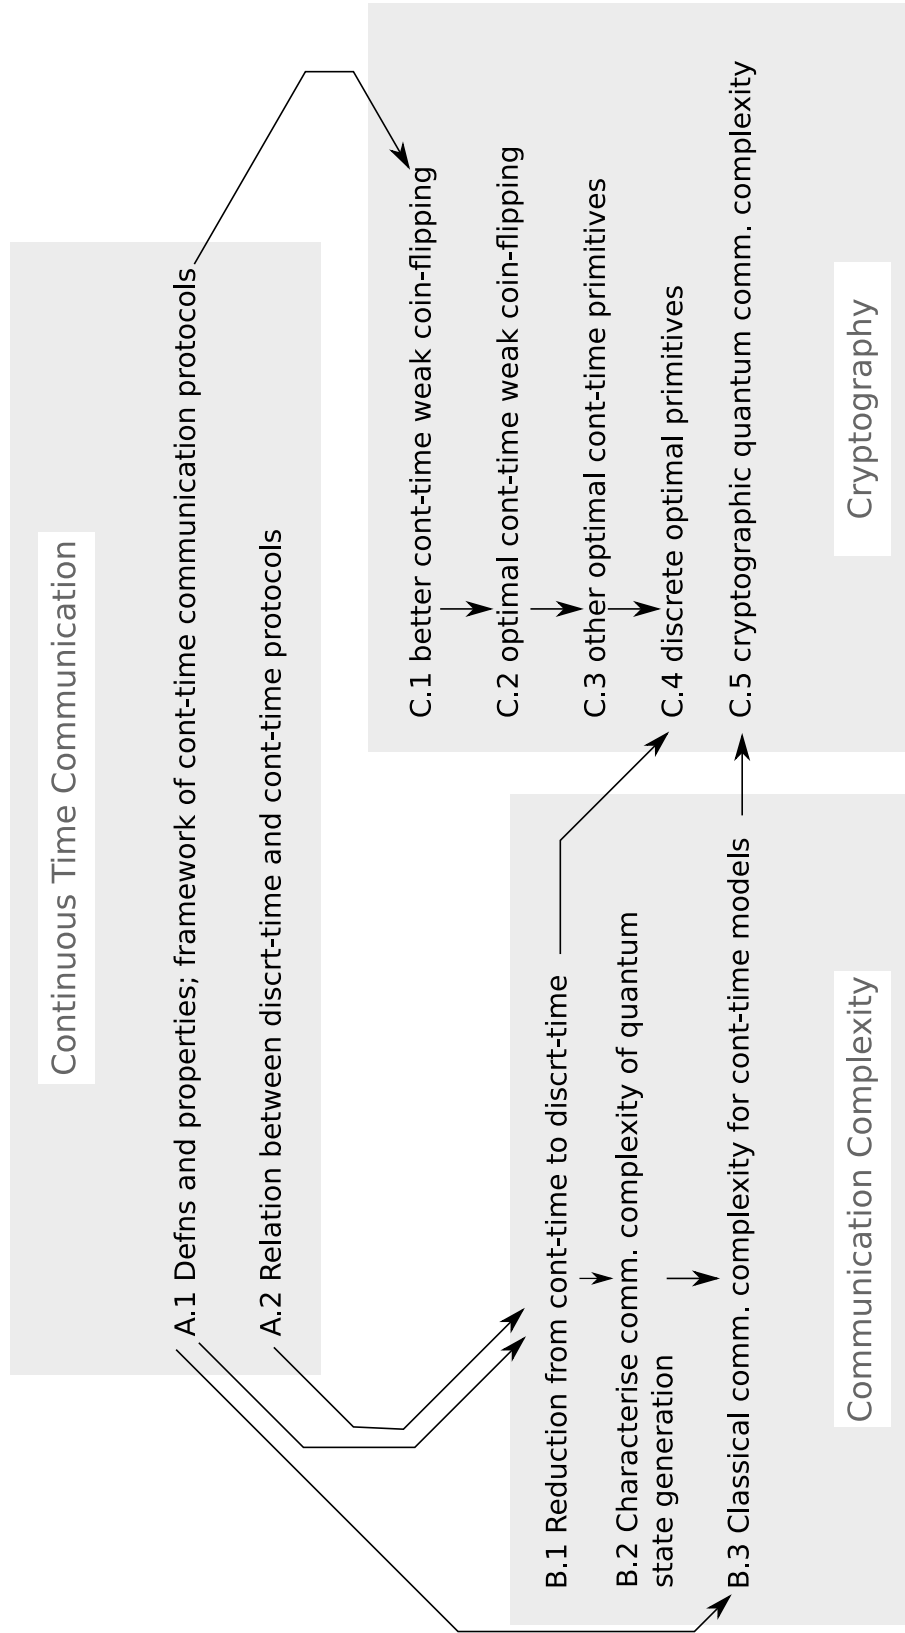 Continuous Time Communication
A.1 Defns and properties; framework of cont-time communication protocols
A.2 Relation between discrt-time and cont-time protocols
B.1 Reduction from cont-time to discrt-time
B.2 Characterise comm. complexity of quantum
state generation
B.3 Classical comm. complexity for cont-time models
Communication Complexity
C.1 better cont-time weak coin-flipping
C.2 optimal cont-time weak coin-flipping
C.3 other optimal cont-time primitives
C.4 discrete optimal primitives
C.5 cryptographic quantum comm. complexity
Cryptography